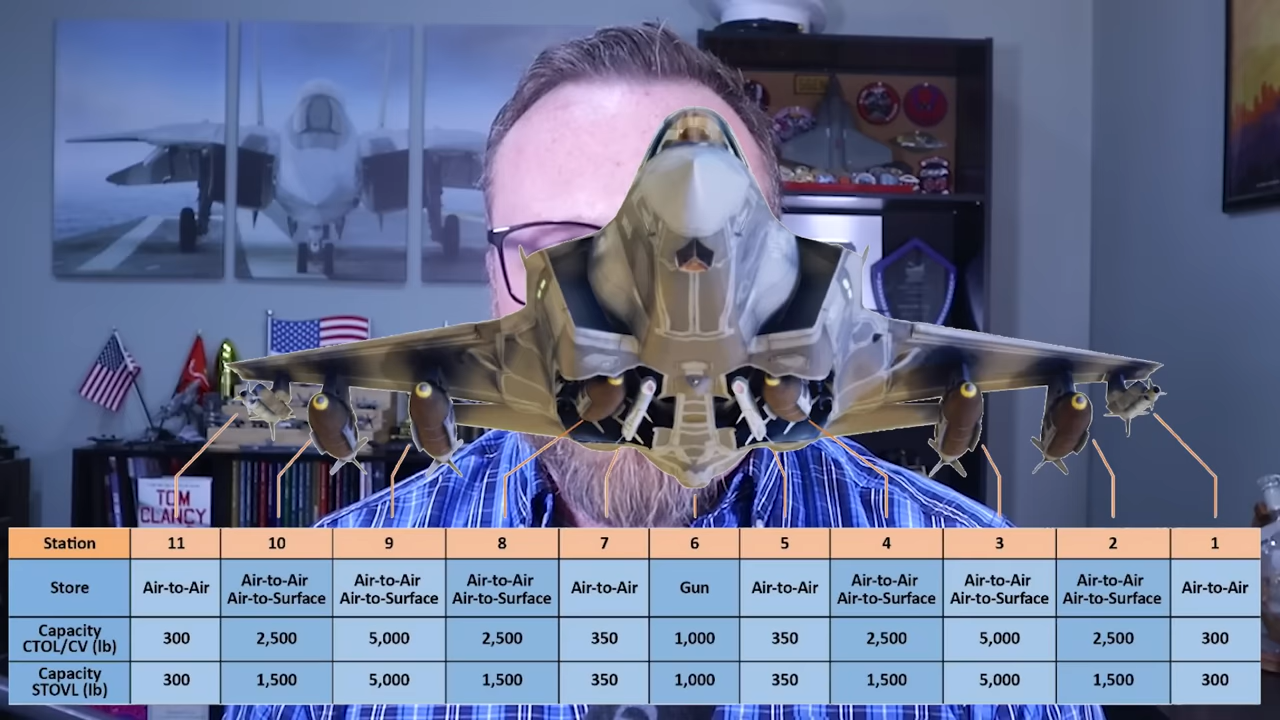 TOM
CLANCY
Station 11 10 9 8 7 6 5 4 3 2 1
Store Air-to-Air Air-to-Air Air-to-Surface Air-to-Air Air-to-Surface Air-to-Air Air-to-Surface Air-to-Air Gun Air-to-Air Air-to-Air Air-to-Surface Air-to-Air Air-to-Surface Air-to-Air Air-to-Surface Air-to-Air
Capacity CTOL/CV (lb) 300 2,500 5,000 2,500 350 1,000 350 2,500 5,000 2,500 300
Capacity STOVL (lb) 300 1,500 5,000 1,500 350 1,000 350 1,500 5,000 1,500 300